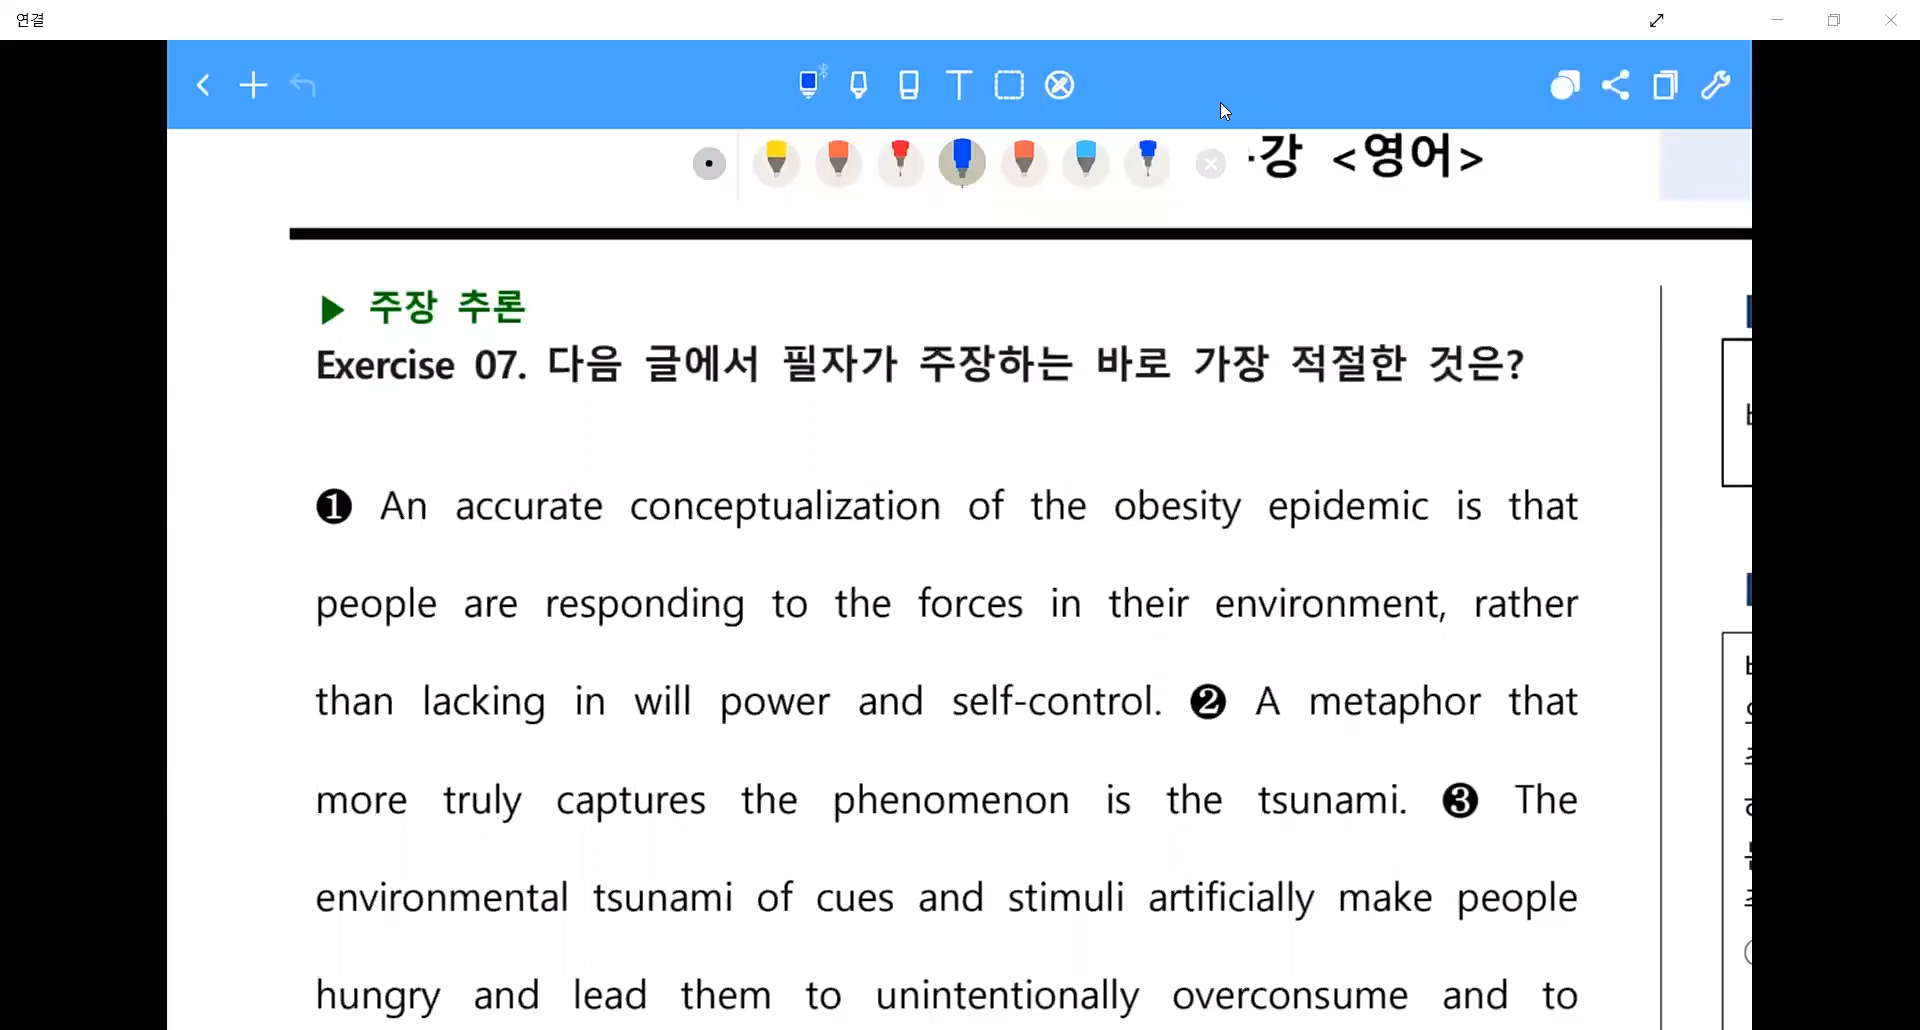 연결
강 <영어>
▶ 주장 추론
Exercise 07. 다음 글에서 필자가 주장하는 바로 가장 적절한 것은?
❶ An accurate conceptualization of the obesity epidemic is that
people are responding to the forces in their environment, rather
than lacking in will power and self-control. ❷ A metaphor that
more truly captures the phenomenon is the tsunami. ❸ The
environmental tsunami of cues and stimuli artificially make people
hungry and lead them to unintentionally overconsume and to